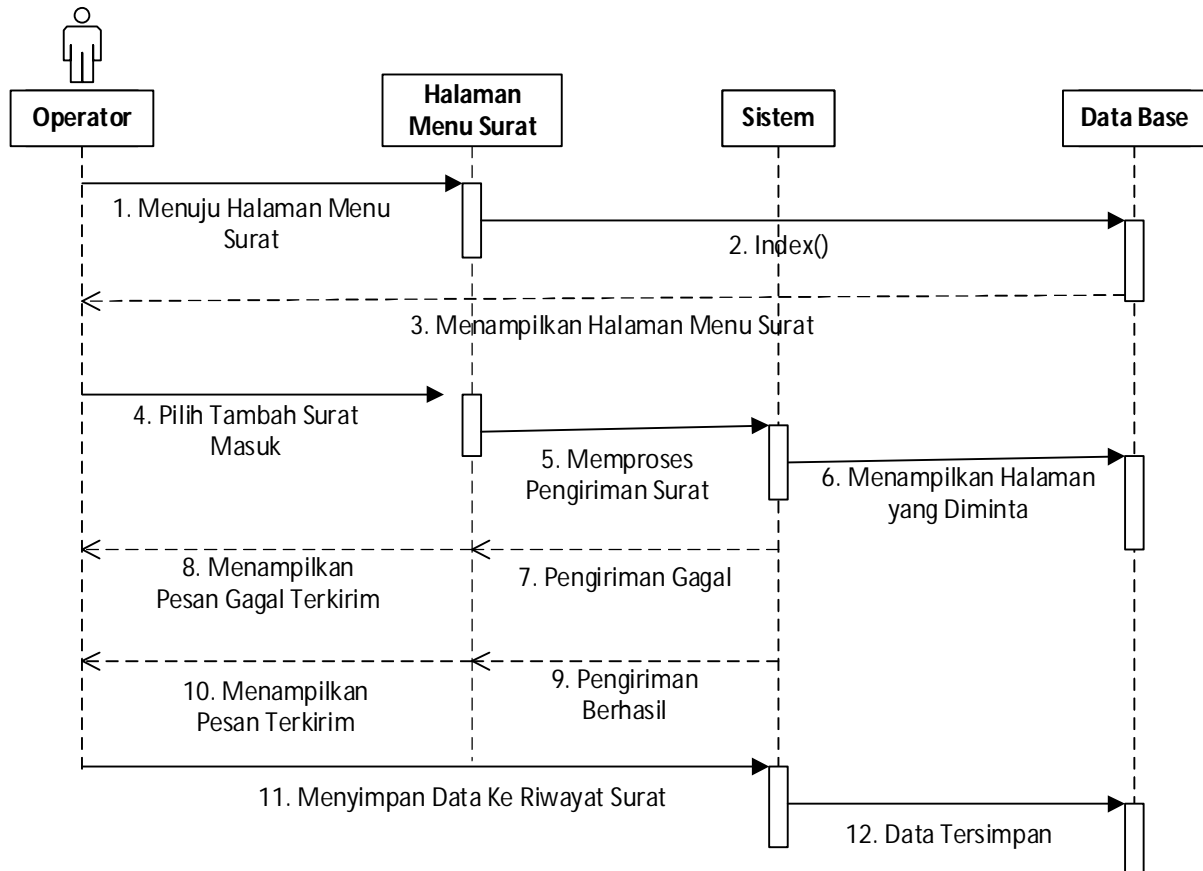 Operator
Halaman
Menu Surat
Sistem
Data Base
1. Menuju Halaman Menu
Surat
2. Index()
3. Menampilkan Halaman Menu Surat
4. Pilih Tambah Surat
Masuk
5. Memproses
Pengiriman Surat
6. Menampilkan Halaman
yang Diminta
8. Menampilkan
Pesan Gagal Terkirim
7. Pengiriman Gagal
10. Menampilkan
Pesan Terkirim
9. Pengiriman
Berhasil
11. Menyimpan Data Ke Riwayat Surat
12. Data Tersimpan